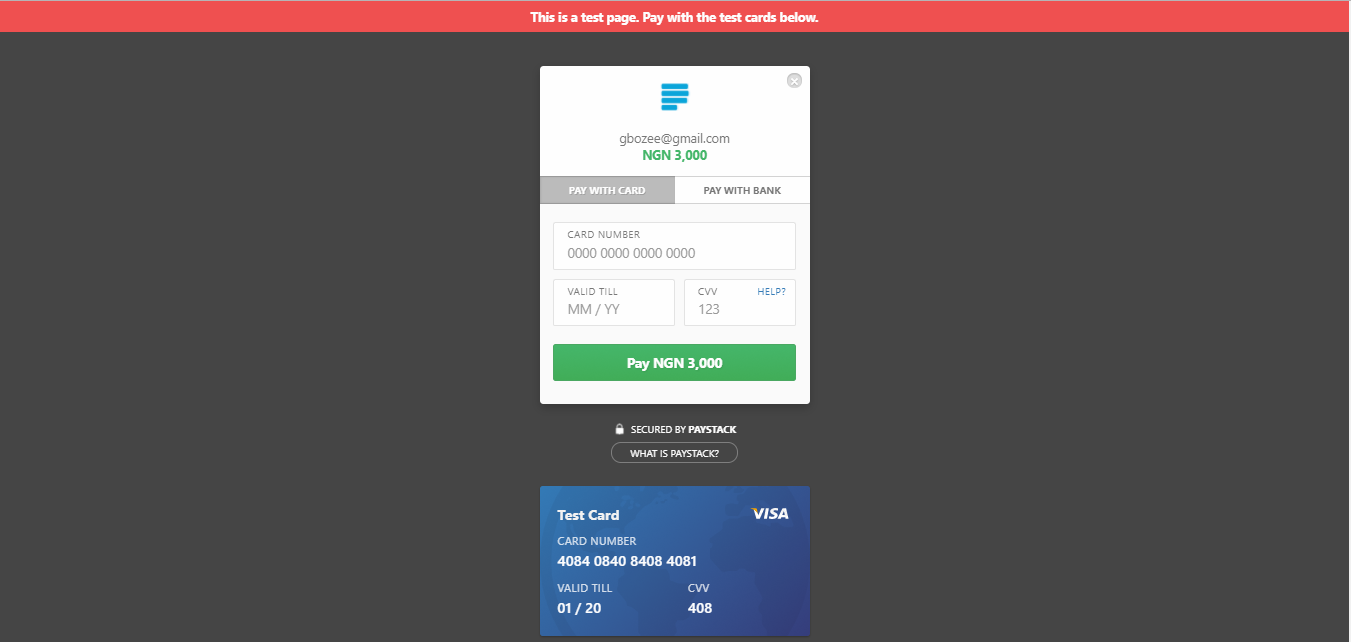 This is a test page. Pay with the test cards below.
gbozee@gmail.com
NGN 3,000
PAY WITH CARD PAY WITH BANK
CARD NUMBER
0000 0000 0000 0000
VALID TILL CVV HELP?
MM / YY 123
Pay NGN 3,000
SECURED BY PAYSTACK
WHAT IS PAYSTACK?
Test Card VISA
CARD NUMBER
4084 0840 8408 4081
VALID TILL CVV
01 / 20 408